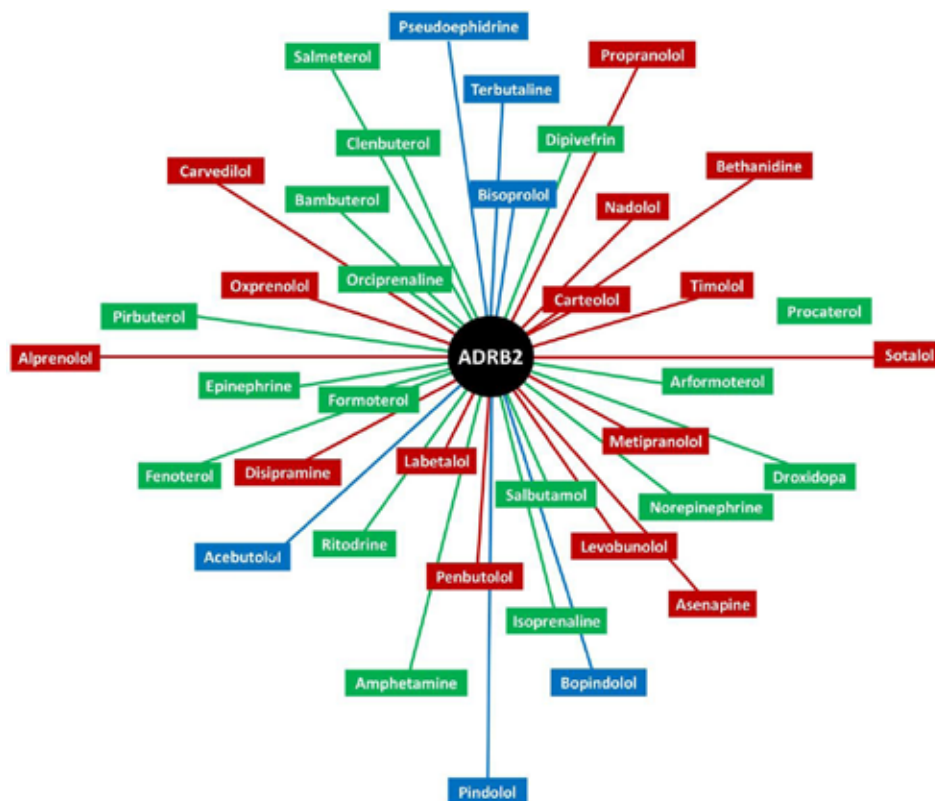 Pseudoephidrine
Salmeterol
Propranolol
Terbutaline
Clenbuterol
Dipivefrin
Carvedilol
Bethanidine
Bambuterol
Bisoprolol
Nadolol
Orciprenaline
Oxprenolol
Carteolol
Timolol
Pirbuterol
Procaterol
Alprenolol
ADRB2
Sotalol
Epinephrine
Formoterol
Arformoterol
Metipranolol
Fenoterol
Disipramine
Labetalol
Droxidopa
Salbutamol
Norepinephrine
Acebutolol
Ritodrine
Levobunolol
Penbutolol
Asenapine
Isoprenaline
Amphetamine
Bopindolol
Pindolol